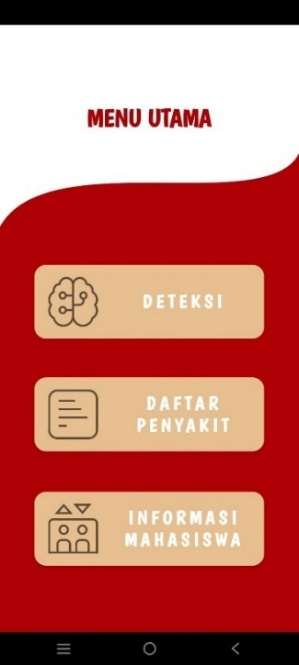 MENU UTAMA
DETEKSI
DAFTAR
PENYAKIT
INFORMASI
MAHASISWA